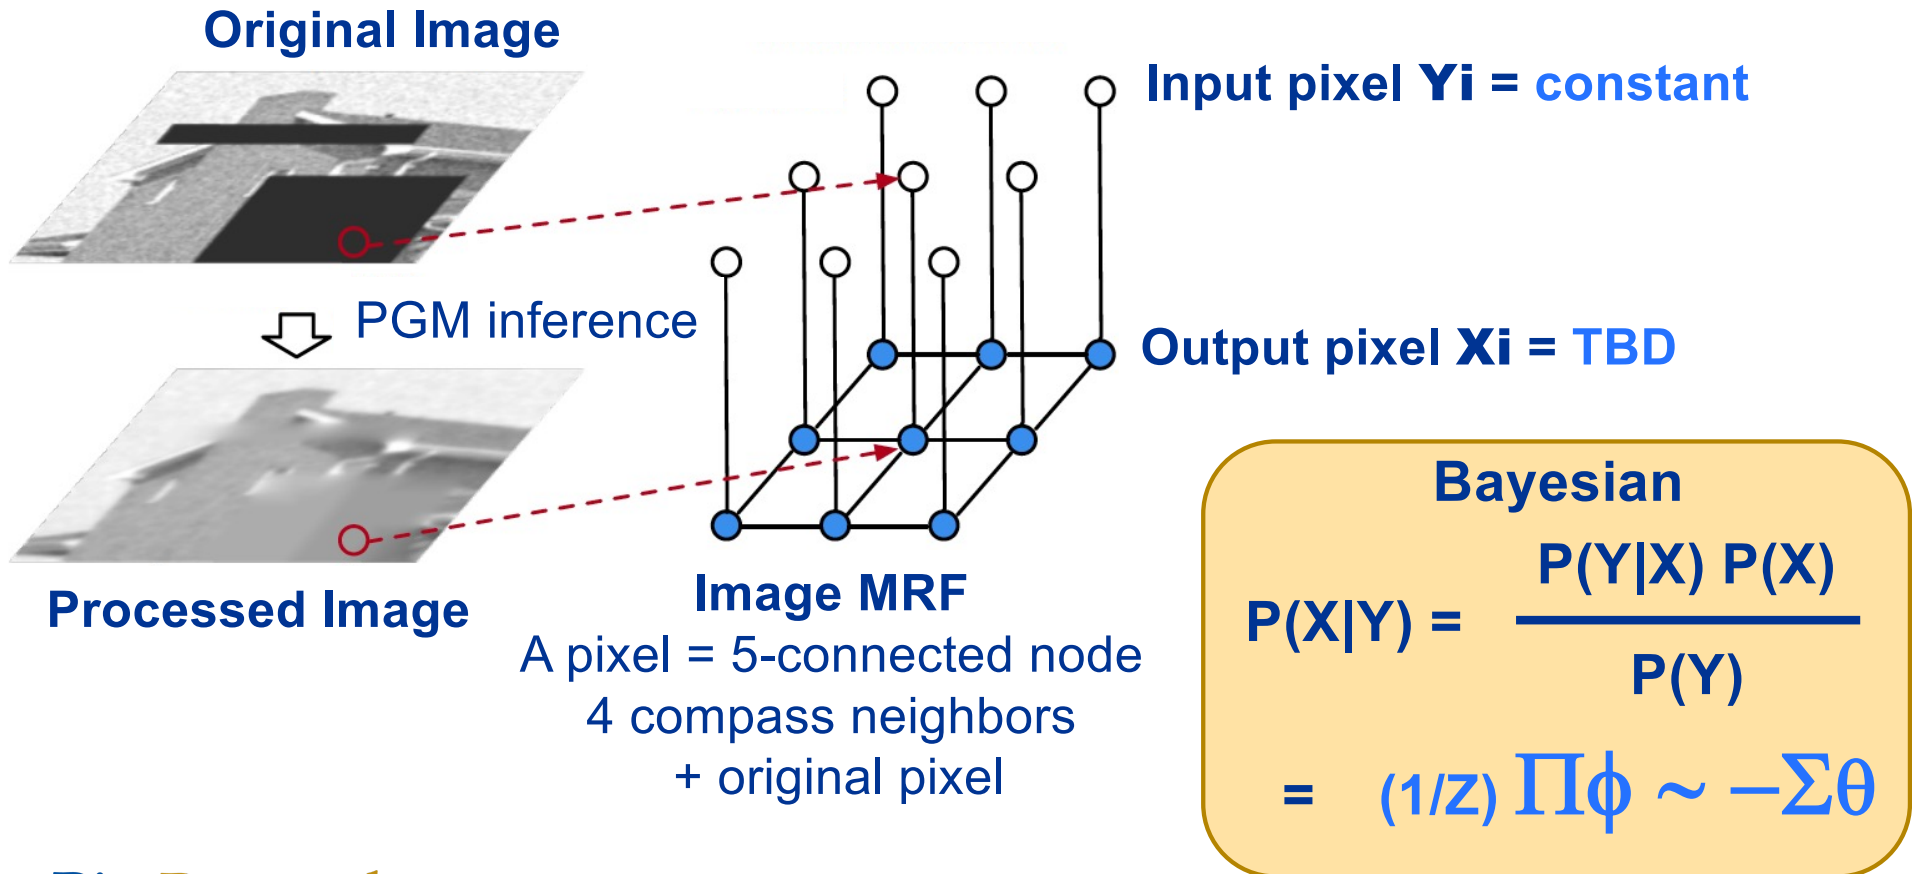 Original Image
Input pixel Yi = constant
PGM inference
Output pixel Xi = TBD
Processed Image
Image MRF
A pixel = 5-connected node
4 compass neighbors
+ original pixel
Bayesian
P(X|Y) = P(Y|X) P(X)
P(Y)
= (1/Z) Πϕ ~ −Σθ